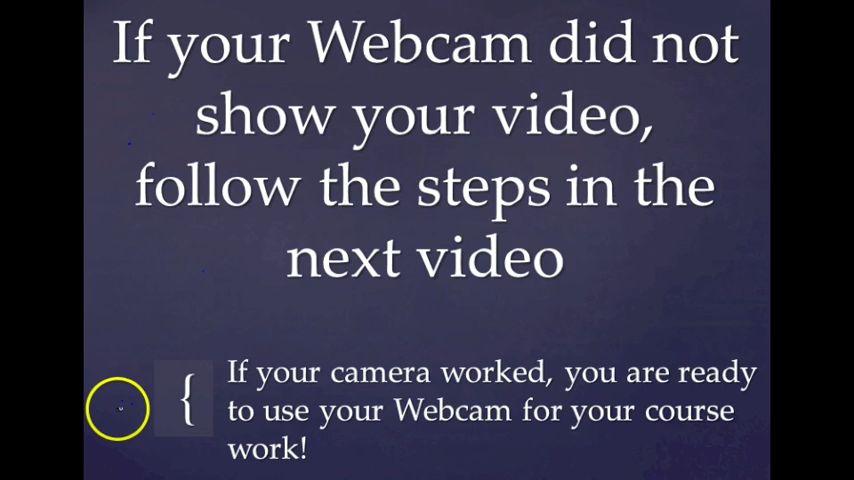 If your Webcam did not
show your video,
follow the steps in the
next video
{
If your camera worked, you are ready
to use your Webcam for your course
work!